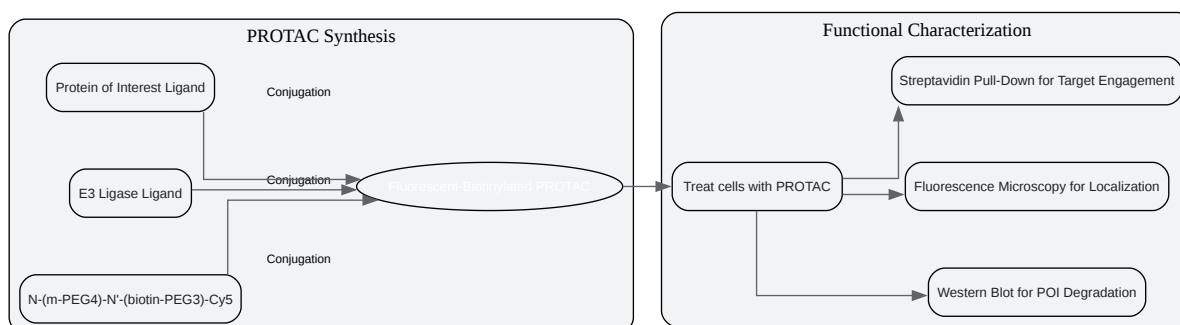 PROTAC Synthesis
Protein of Interest Ligand
Conjugation
E3 Ligase Ligand
Conjugation
Fluorescent-Biotinylated PROTAC
N-(m-PEG4)-N'-(biotin-PEG3)-Cy5
Conjugation
Functional Characterization
Streptavidin Pull-Down for Target Engagement
Treat cells with PROTAC
Fluorescence Microscopy for Localization
Western Blot for POI Degradation